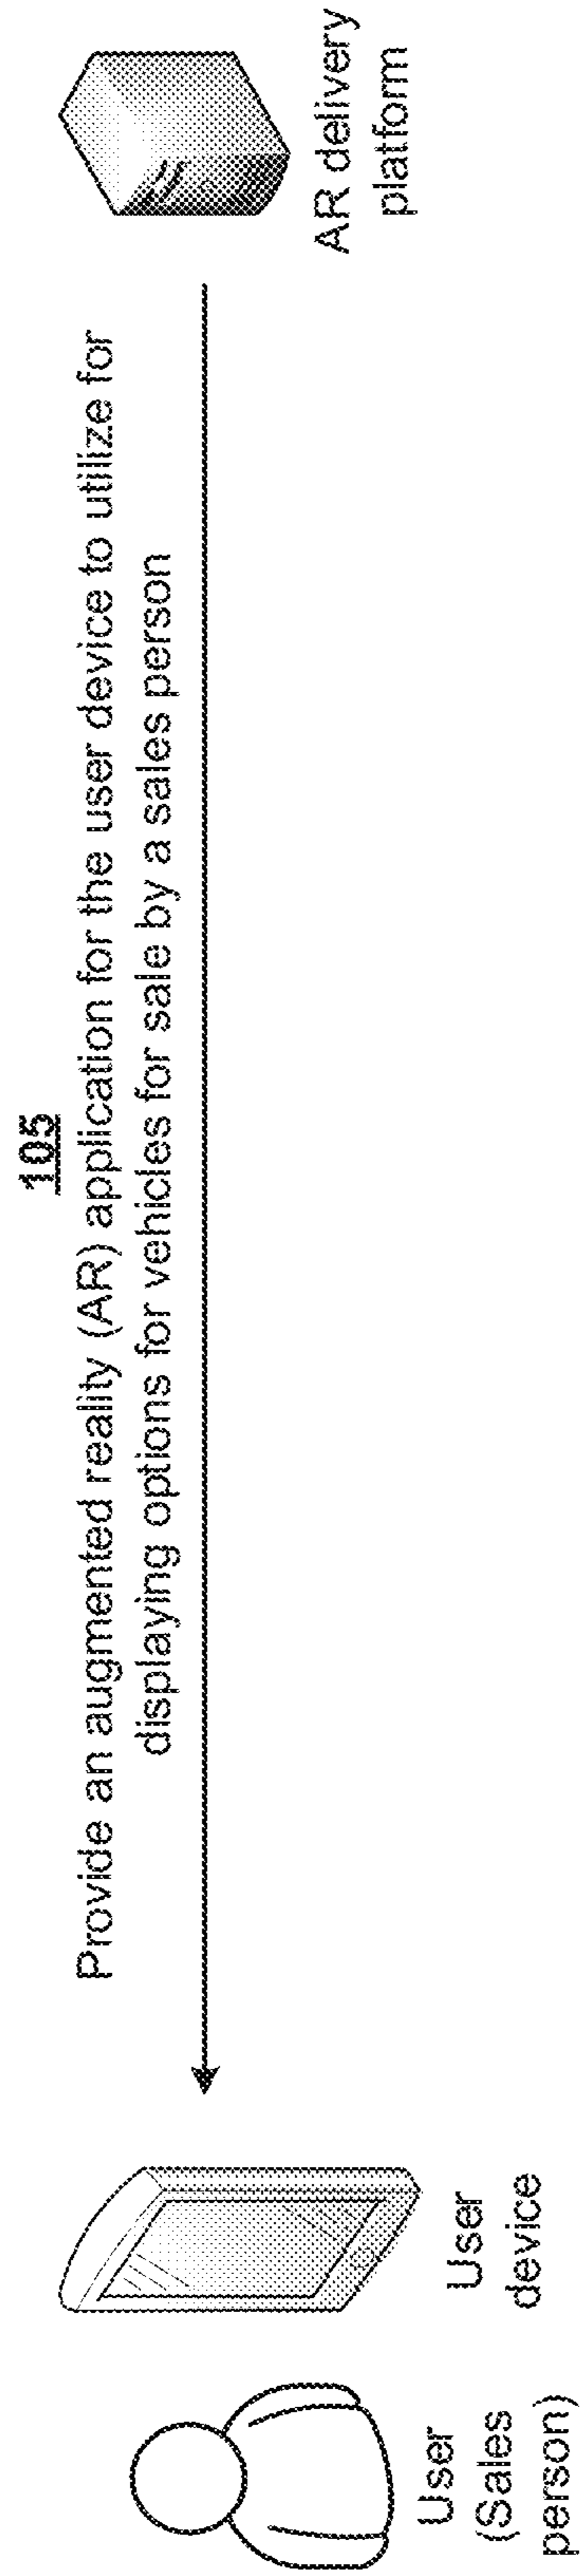 105
Provide an augmented reality (AR) application for the user device to utilize for
displaying options for vehicles for sale by a sales person
User
(Sales
person)
User
device
AR delivery
platform